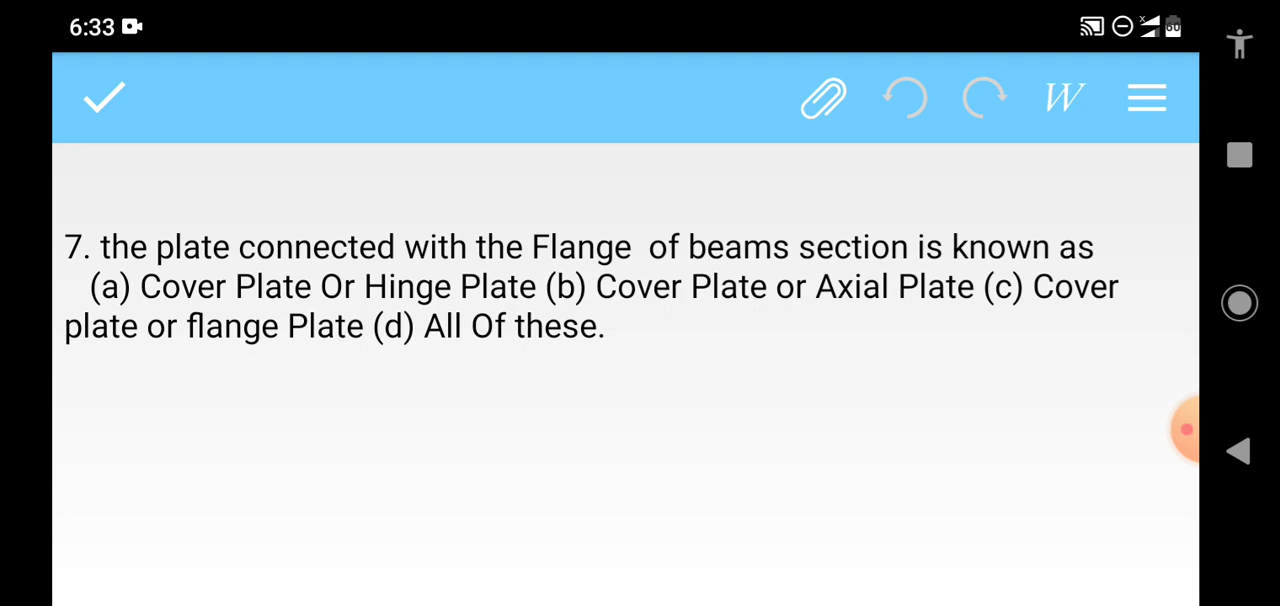 6:33
60
W
7. the plate connected with the Flange  of beams section is known as
(a) Cover Plate Or Hinge Plate (b) Cover Plate or Axial Plate (c) Cover
plate or flange Plate (d) All Of these.